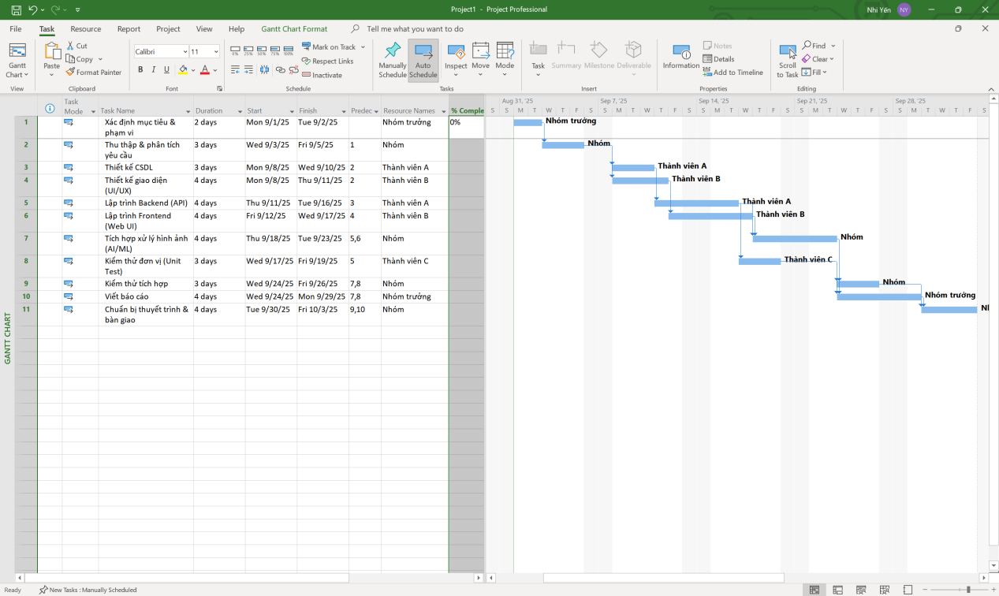 Project1 - Project Professional
Nhi Yến NY
File Task Resource Report Project View Help Gantt Chart Format Tell me what you want to do
Gantt Chart
View
Paste
Cut
Copy
Format Painter
Clipboard
Calibri 11
B I U A
Font
0% 25% 50% 75% 100%
Mark on Track
Respect Links
Inactivate
Schedule
Manually Schedule
Auto Schedule
Inspect Move Mode
Tasks
Task Summary Milestone Deliverable
Insert
Information
Notes
Details
Add to Timeline
Properties
Scroll to Task
Find
Clear
Fill
Editing
Task Mode Task Name Duration Start Finish Predec Resource Names % Comple
Aug 31, '25 Sep 7, '25 Sep 14, '25 Sep 21, '25 Sep 28, '25
S S M T W T F S S M T W T F S S M T W T F S S M T W T F S S M T W T F S
1 Xác định mục tiêu & phạm vi 2 days Mon 9/1/25 Tue 9/2/25 Nhóm trưởng 0%
2 Thu thập & phân tích yêu cầu 3 days Wed 9/3/25 Fri 9/5/25 1 Nhóm
3 Thiết kế CSDL 3 days Mon 9/8/25 Wed 9/10/25 2 Thành viên A
4 Thiết kế giao diện (UI/UX) 4 days Mon 9/8/25 Thu 9/11/25 2 Thành viên B
5 Lập trình Backend (API) 4 days Thu 9/11/25 Tue 9/16/25 3 Thành viên A
6 Lập trình Frontend (Web UI) 4 days Fri 9/12/25 Wed 9/17/25 4 Thành viên B
7 Tích hợp xử lý hình ảnh (AI/ML) 4 days Thu 9/18/25 Tue 9/23/25 5,6 Nhóm
8 Kiểm thử đơn vị (Unit Test) 3 days Wed 9/17/25 Fri 9/19/25 5 Thành viên C
9 Kiểm thử tích hợp 3 days Wed 9/24/25 Fri 9/26/25 7,8 Nhóm
10 Viết báo cáo 4 days Wed 9/24/25 Mon 9/29/25 7,8 Nhóm trưởng
11 Chuẩn bị thuyết trình & bàn giao 4 days Tue 9/30/25 Fri 10/3/25 9,10 Nhóm
Nhóm trưởng
Nhóm
Thành viên A
Thành viên B
Thành viên A
Thành viên B
Nhóm
Thành viên C
Nhóm
Nhóm trưởng
GANTT CHART
Ready New Tasks : Manually Scheduled